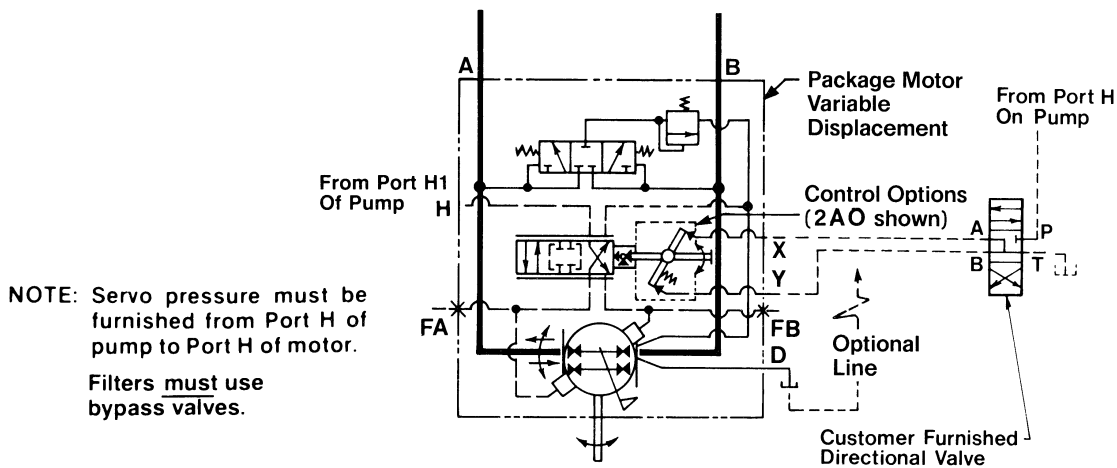 A
B
Package Motor
Variable
Displacement
From Port H
On Pump
From Port H1
Of Pump
H
Control Options
(2AO shown)
A
P
X
B
T
Y
NOTE: Servo pressure must be
furnished from Port H of
pump to Port H of motor.
Filters must use
bypass valves.
FA
FB
D
Optional
Line
Customer Furnished
Directional Valve